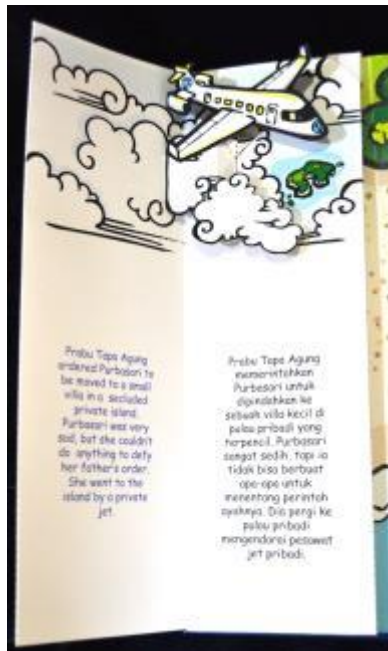 Prabu Tapa Agung
ordered Purbasari to
be moved to a small
villa in a secluded
private island.
Purbasari was very
sad, but she couldn't
do anything to defy
her father's order.
She went to the
island by a private
jet.
Prabu Tapa Agung
memerintahkan
Purbasari untuk
dipindahkan ke
sebuah villa kecil di
pulau pribadi yang
terpencil. Purbasari
sangat sedih, tapi ia
tidak bisa berbuat
apa-apa untuk
menentang perintah
ayahnya. Dia pergi ke
pulau pribadi
mengendarai pesawat
jet pribadi.